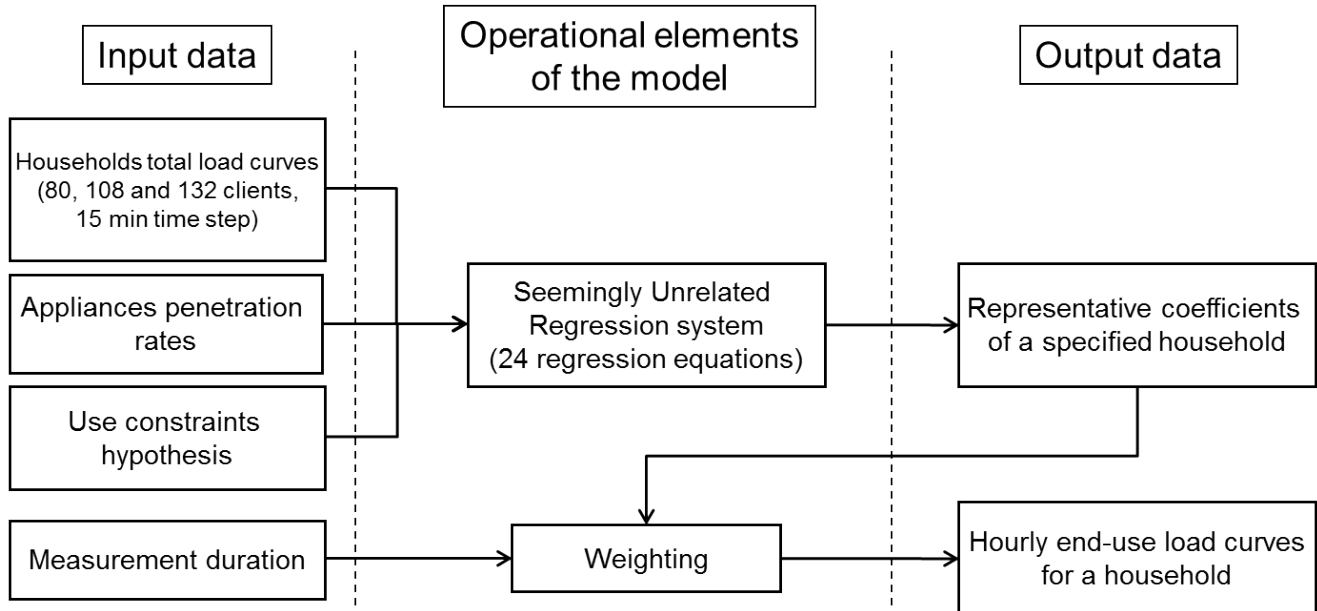 Input data
Operational elements
of the model
Output data
Households total load curves
(80, 108 and 132 clients,
15 min time step)
Appliances penetration
rates
Use constraints
hypothesis
Measurement duration
Seemingly Unrelated
Regression system
(24 regression equations)
Weighting
Representative coefficients
of a specified household
Hourly end-use load curves
for a household